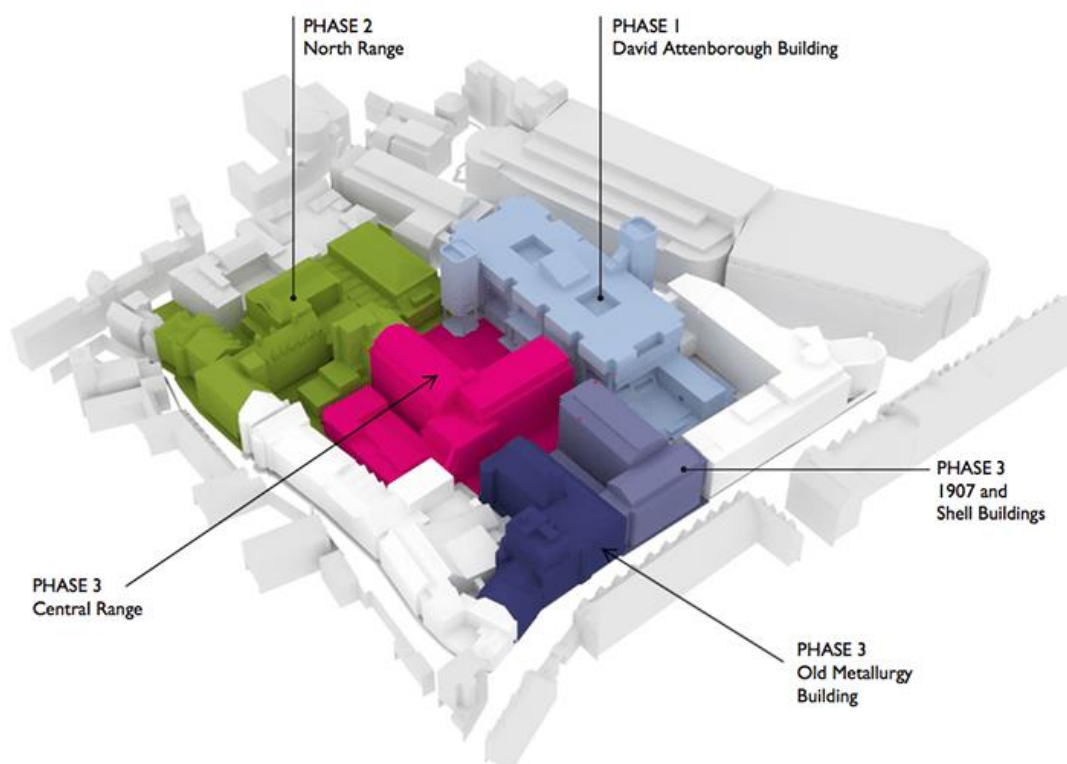 PHASE 2
North Range
PHASE 1
David Attenborough Building
PHASE 3
1907 and
Shell Buildings
PHASE 3
Central Range
PHASE 3
Old Metallurgy
Building